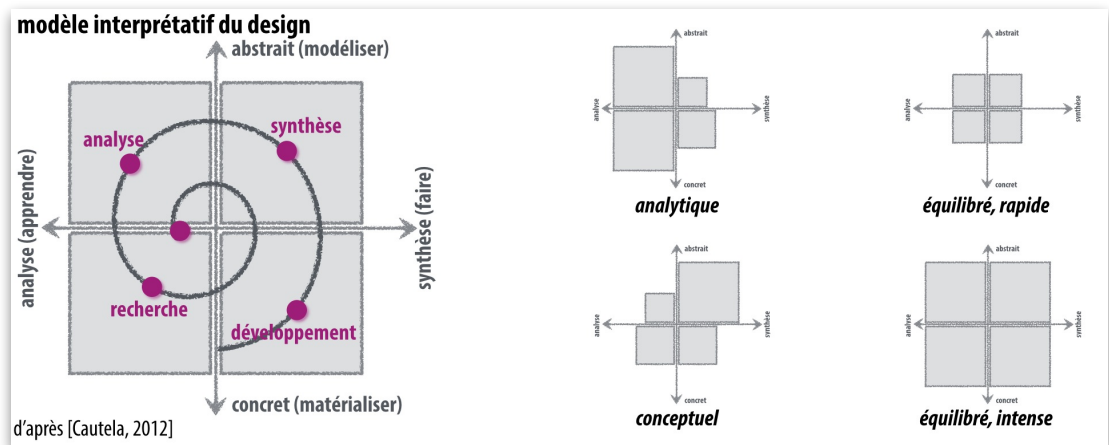 modèle interprétatif du design
abstrait (modéliser)
analyse
synthèse
analyse (apprendre)
synthèse (faire)
recherche
développement
concret (matérialiser)
d'après [Cautela, 2012]
abstrait
analyse
synthèse
concret
analytique
abstrait
analyse
synthèse
concret
équilibré, rapide
abstrait
analyse
synthèse
concret
conceptuel
abstrait
analyse
synthèse
concret
équilibré, intense